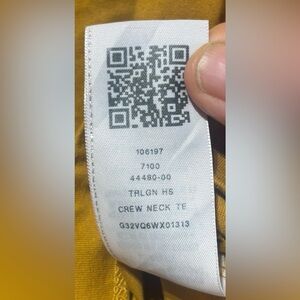 106197
7100
44480-00
TRLGN HS
CREW NECK TE
G32VQ6WX01313